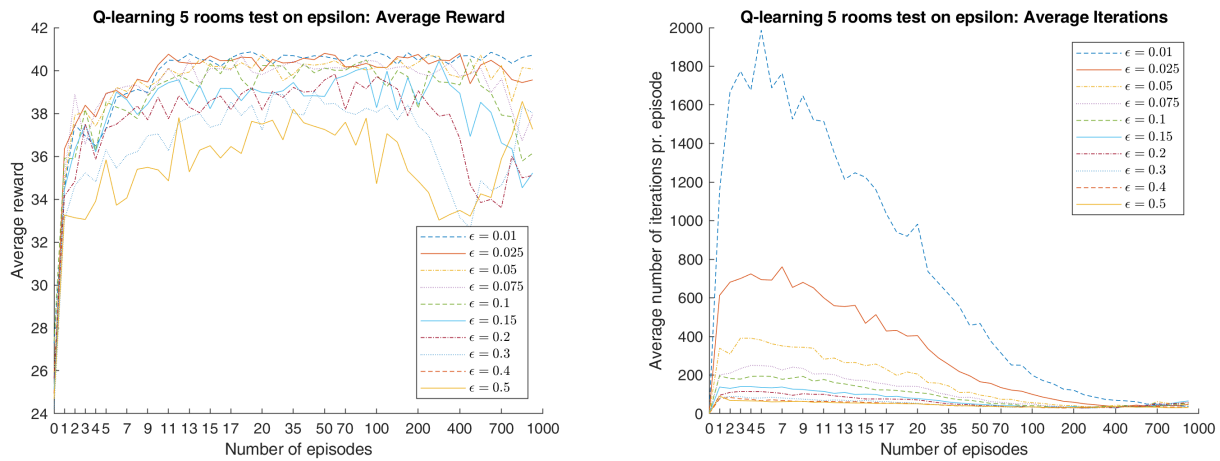 Q-learning 5 rooms test on epsilon: Average Reward
42
40
38
36
34
32
30
28
26
24
Average reward
0 1 2 3 4 5 7 9 11 13 15 17 20 35 50 70 100 200 400 700 1000
Number of episodes
ϵ = 0.01
ϵ = 0.025
ϵ = 0.05
ϵ = 0.075
ϵ = 0.1
ϵ = 0.15
ϵ = 0.2
ϵ = 0.3
ϵ = 0.4
ϵ = 0.5
Q-learning 5 rooms test on epsilon: Average Iterations
2000
1800
1600
1400
1200
1000
800
600
400
200
0
Average number of iterations pr. episode
0 1 2 3 4 5 7 9 11 13 15 17 20 35 50 70 100 200 400 700 1000
Number of episodes
ϵ = 0.01
ϵ = 0.025
ϵ = 0.05
ϵ = 0.075
ϵ = 0.1
ϵ = 0.15
ϵ = 0.2
ϵ = 0.3
ϵ = 0.4
ϵ = 0.5